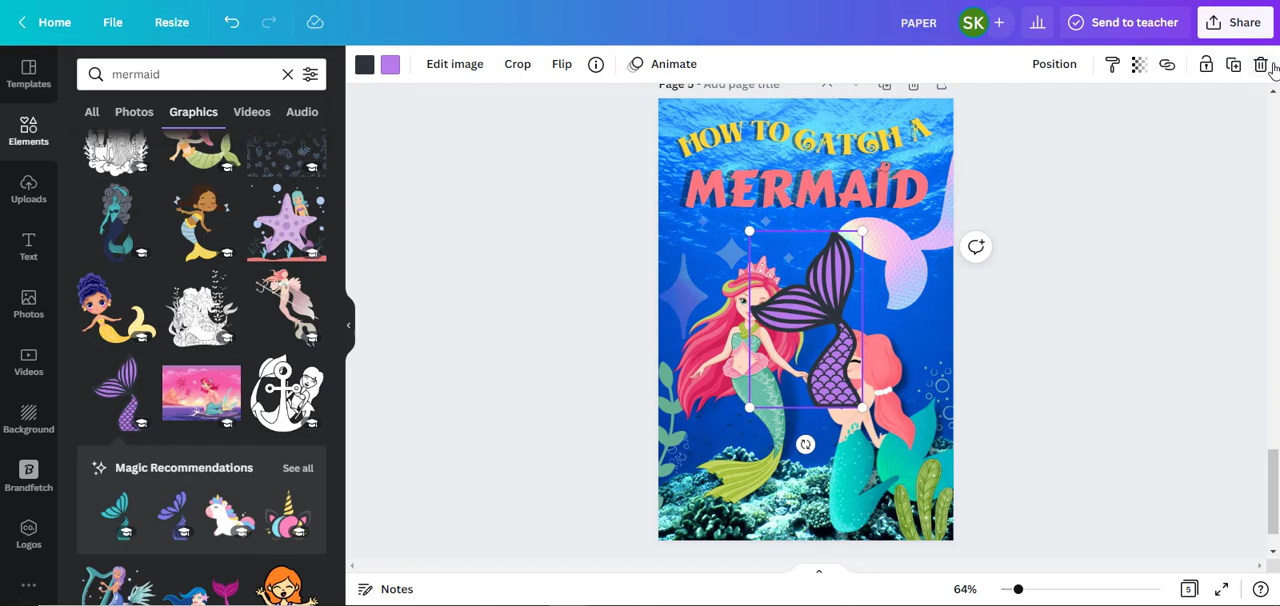 Home File Resize PAPER SK + Send to teacher Share
mermaid
Edit image Crop Flip Animate Position
Templates
Elements
Uploads
Text
Photos
Videos
Background
Brandfetch
Logos
All Photos Graphics Videos Audio
Magic Recommendations See all
Page 5 - Add page title
HOW TO CATCH A
MERMAID
Notes 64% 5